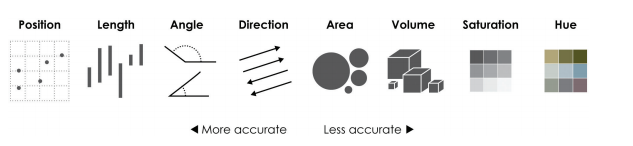 Position Length Angle Direction Area Volume Saturation Hue
◀ More accurate Less accurate ▶